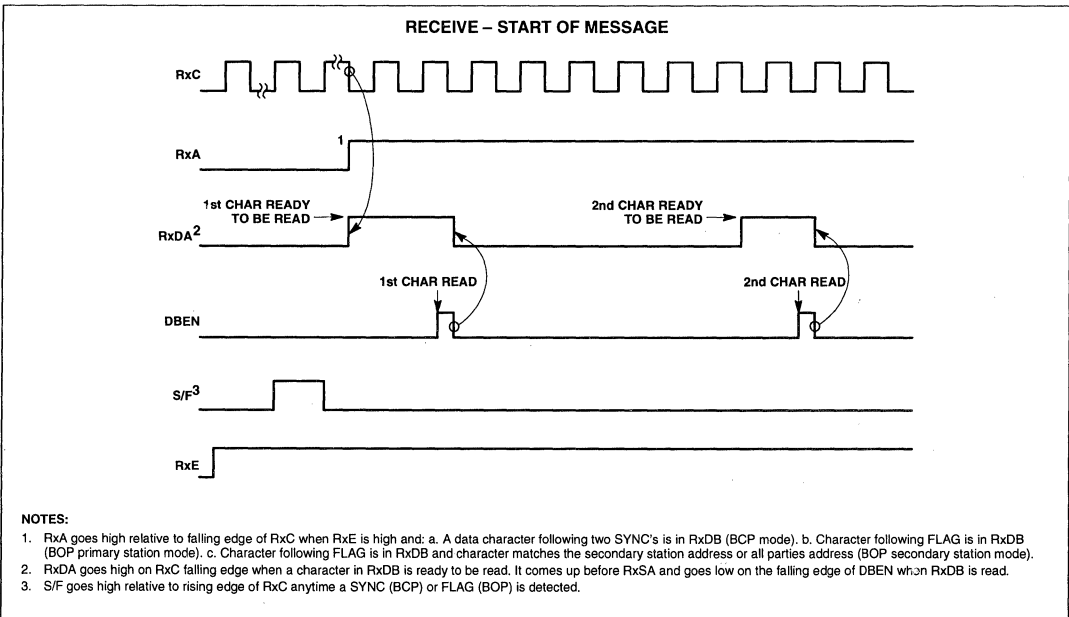 RECEIVE – START OF MESSAGE
RxC
1
RxA
1st CHAR READY
TO BE READ
2nd CHAR READY
TO BE READ
RxDA2
1st CHAR READ
2nd CHAR READ
DBEN
S/F3
RxE
NOTES:
1. RxA goes high relative to falling edge of RxC when RxE is high and: a. A data character following two SYNC's is in RxDB (BCP mode). b. Character following FLAG is in RxDB
(BOP primary station mode). c. Character following FLAG is in RxDB and character matches the secondary station address or all parties address (BOP secondary station mode).
2. RxDA goes high on RxC falling edge when a character in RxDB is ready to be read. It comes up before RxSA and goes low on the falling edge of DBEN when RxDB is read.
3. S/F goes high relative to rising edge of RxC anytime a SYNC (BCP) or FLAG (BOP) is detected.